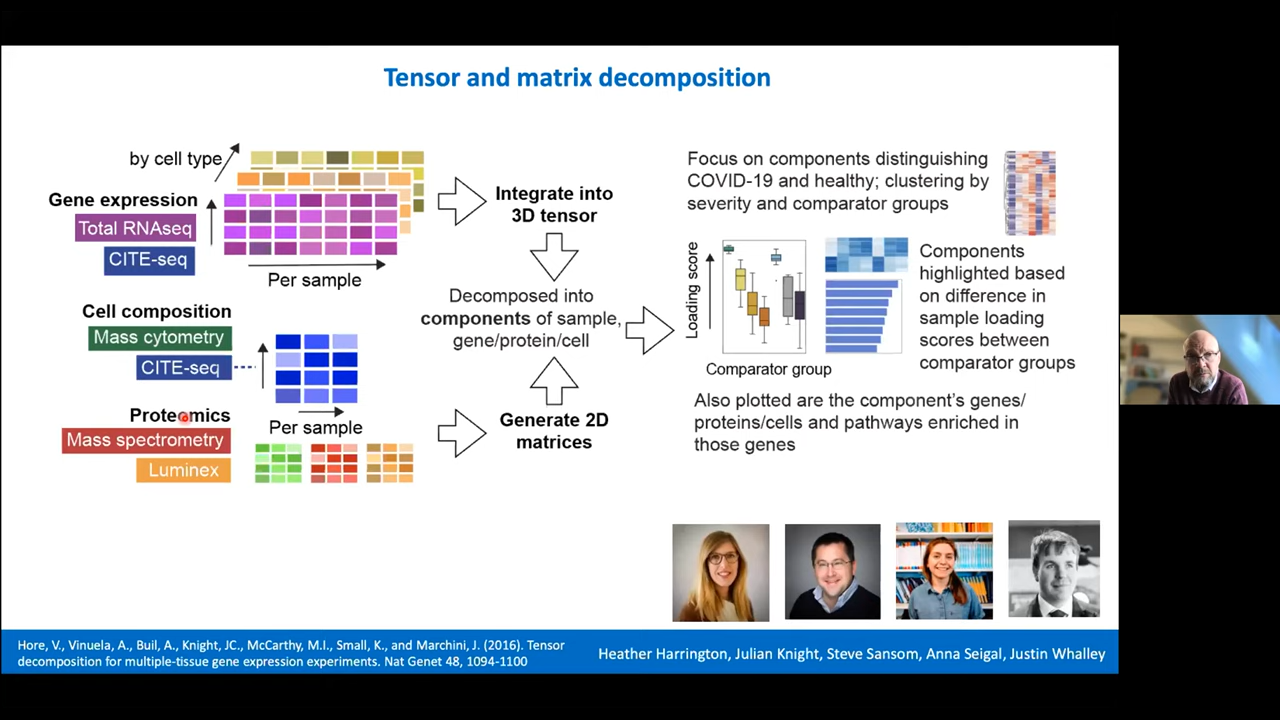 Tensor and matrix decomposition
by cell type
Gene expression
Total RNAseq
CITE-seq
Per sample
Cell composition
Mass cytometry
CITE-seq
Proteomics
Mass spectrometry
Luminex
Per sample
Integrate into
3D tensor
Decomposed into
components of sample,
gene/protein/cell
Generate 2D
matrices
Focus on components distinguishing
COVID-19 and healthy; clustering by
severity and comparator groups
Loading score
Comparator group
Components
highlighted based
on difference in
sample loading
scores between
comparator groups
Also plotted are the component's genes/
proteins/cells and pathways enriched in
those genes
Hore, V., Vinuela, A., Buil, A., Knight, JC., McCarthy, M.I., Small, K., and Marchini, J. (2016). Tensor
decomposition for multiple-tissue gene expression experiments. Nat Genet 48, 1094-1100
Heather Harrington, Julian Knight, Steve Sansom, Anna Seigal, Justin Whalley